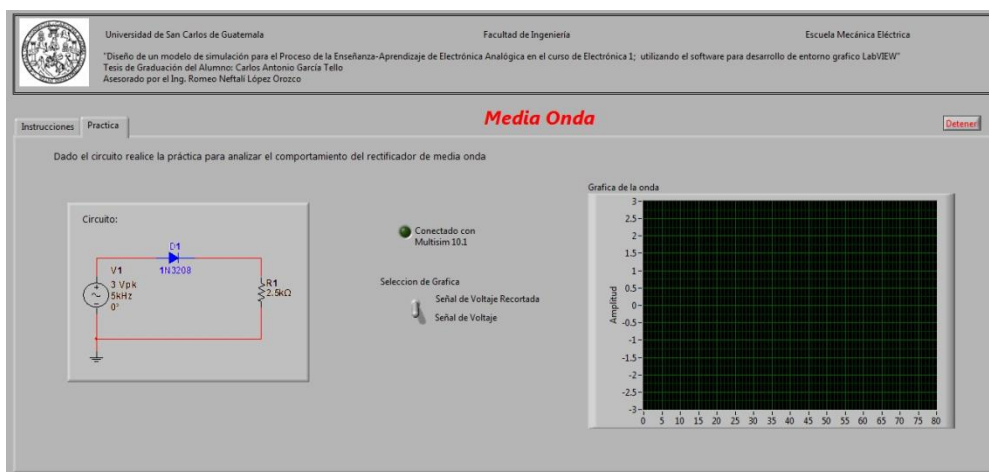 Universidad de San Carlos de Guatemala Facultad de Ingeniería Escuela Mecánica Eléctrica
"Diseño de un modelo de simulación para el Proceso de la Enseñanza-Aprendizaje de Electrónica Analógica en el curso de Electrónica 1; utilizando el software para desarrollo de entorno grafico LabVIEW"
Tesis de Graduación del Alumno: Carlos Antonio García Tello
Asesorado por el Ing. Romeo Neftalí López Orozco
Instrucciones Practica
Media Onda
Detener
Dado el circuito realice la práctica para analizar el comportamiento del rectificador de media onda
Circuito:
D1
1N3208
V1
3 Vpk
5kHz
0°
R1
2.5kΩ
Conectado con
Multisim 10.1
Seleccion de Grafica
Señal de Voltaje Recortada
Señal de Voltaje
Grafica de la onda
Amplitud
3
2.5
2
1.5
1
0.5
0
-0.5
-1
-1.5
-2
-2.5
-3
0 5 10 15 20 25 30 35 40 45 50 55 60 65 70 75 80